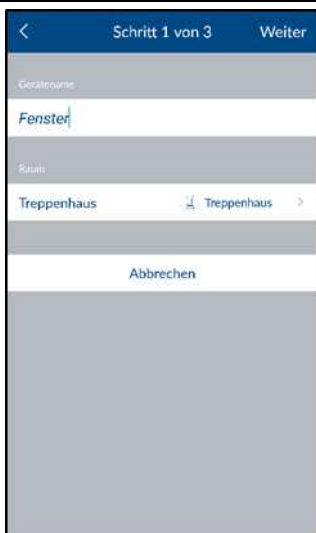 Schritt 1 von 3 Weiter
Gerätename
Fenster
Raum
Treppenhaus Treppenhaus
Abbrechen